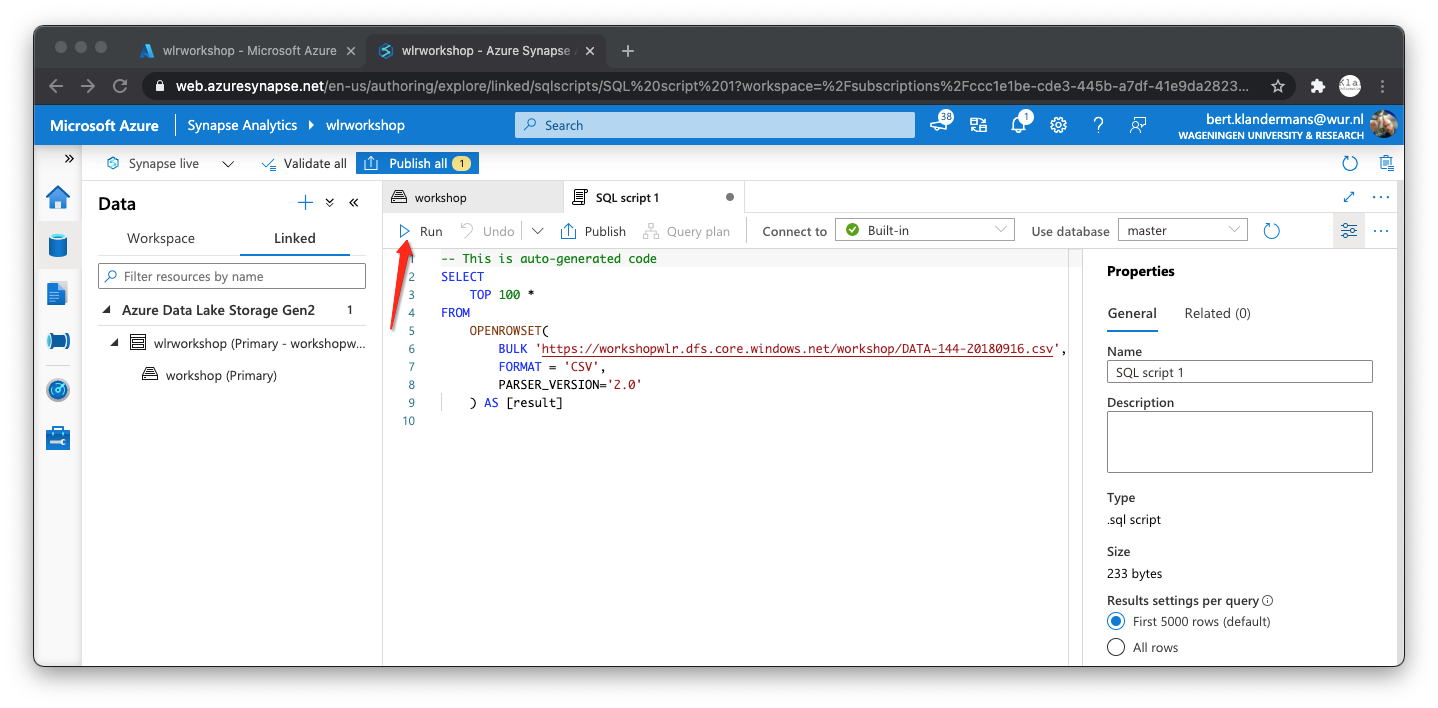 wlrworkshop - Microsoft Azure
wlrworkshop - Azure Synapse
web.azuresynapse.net/en-us/authoring/explore/linked/sqlscripts/SQL%20script%201?workspace=%2Fsubscriptions%2Fccc1e1be-cde3-445b-a7df-41e9da2823...
Microsoft Azure
Synapse Analytics
wlrworkshop
Search
38
1
bert.klandermans@wur.nl
WAGENINGEN UNIVERSITY & RESEARCH
Synapse live
Validate all
Publish all 1
Data
Workspace
Linked
Filter resources by name
Azure Data Lake Storage Gen2 1
wlrworkshop (Primary - workshopw...
workshop (Primary)
workshop
SQL script 1
Run
Undo
Publish
Query plan
Connect to
Built-in
Use database
master
1 -- This is auto-generated code
2 SELECT
3 TOP 100 *
4 FROM
5 OPENROWSET(
6 BULK 'https://workshopwlr.dfs.core.windows.net/workshop/DATA-144-20180916.csv',
7 FORMAT = 'CSV',
8 PARSER_VERSION='2.0'
9 ) AS [result]
10
Properties
General
Related (0)
Name
SQL script 1
Description
Type
.sql script
Size
233 bytes
Results settings per query
First 5000 rows (default)
All rows